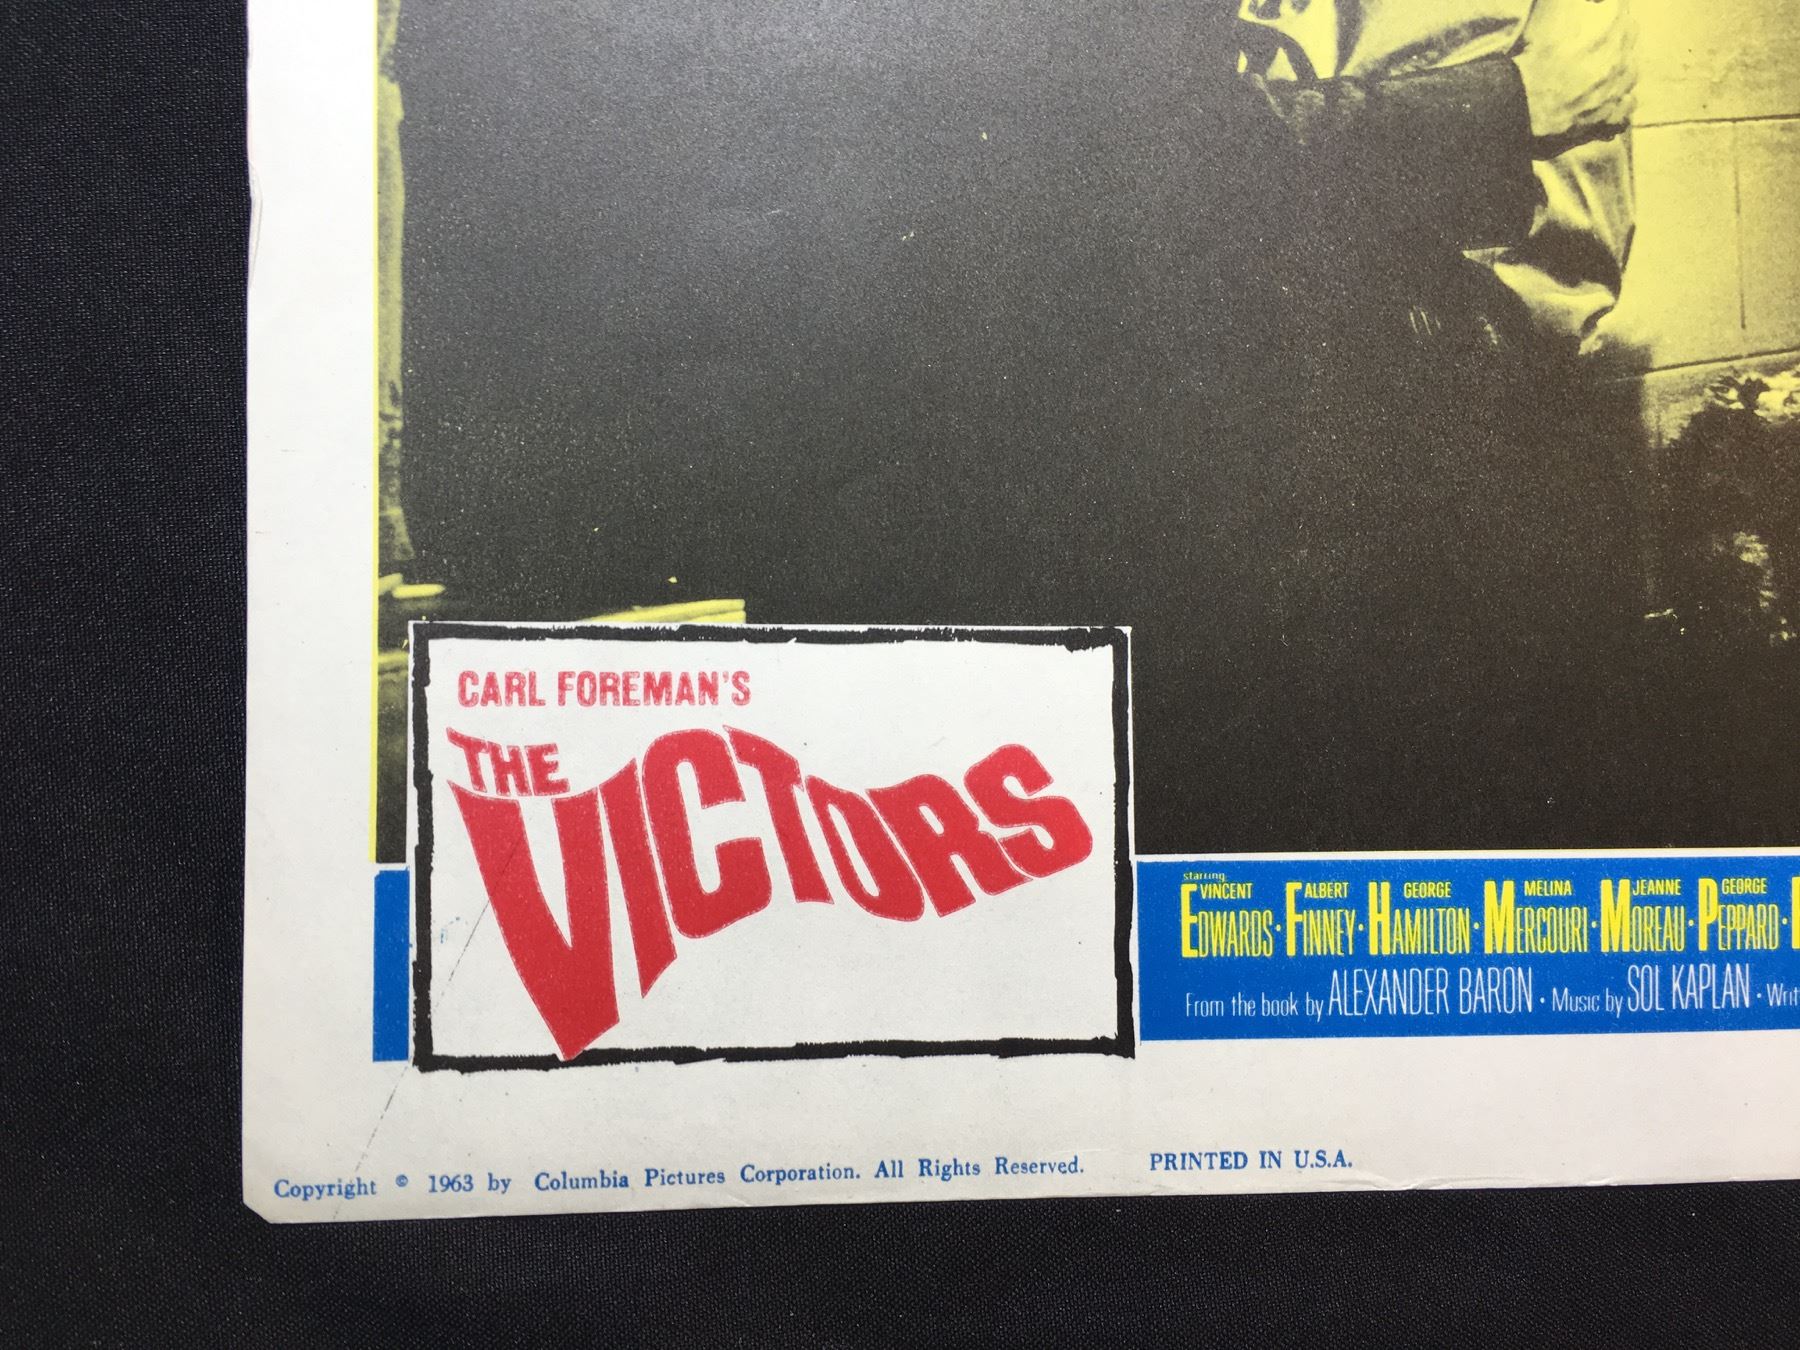 CARL FOREMAN'S
THE
VICTORS
starring
VINCENT EDWARDS · ALBERT FINNEY · GEORGE HAMILTON · MELINA MERCOURI · JEANNE MOREAU · GEORGE PEPPARD ·
From the book by ALEXANDER BARON · Music by SOL KAPLAN ·
Copyright © 1963 by Columbia Pictures Corporation. All Rights Reserved. PRINTED IN U.S.A.